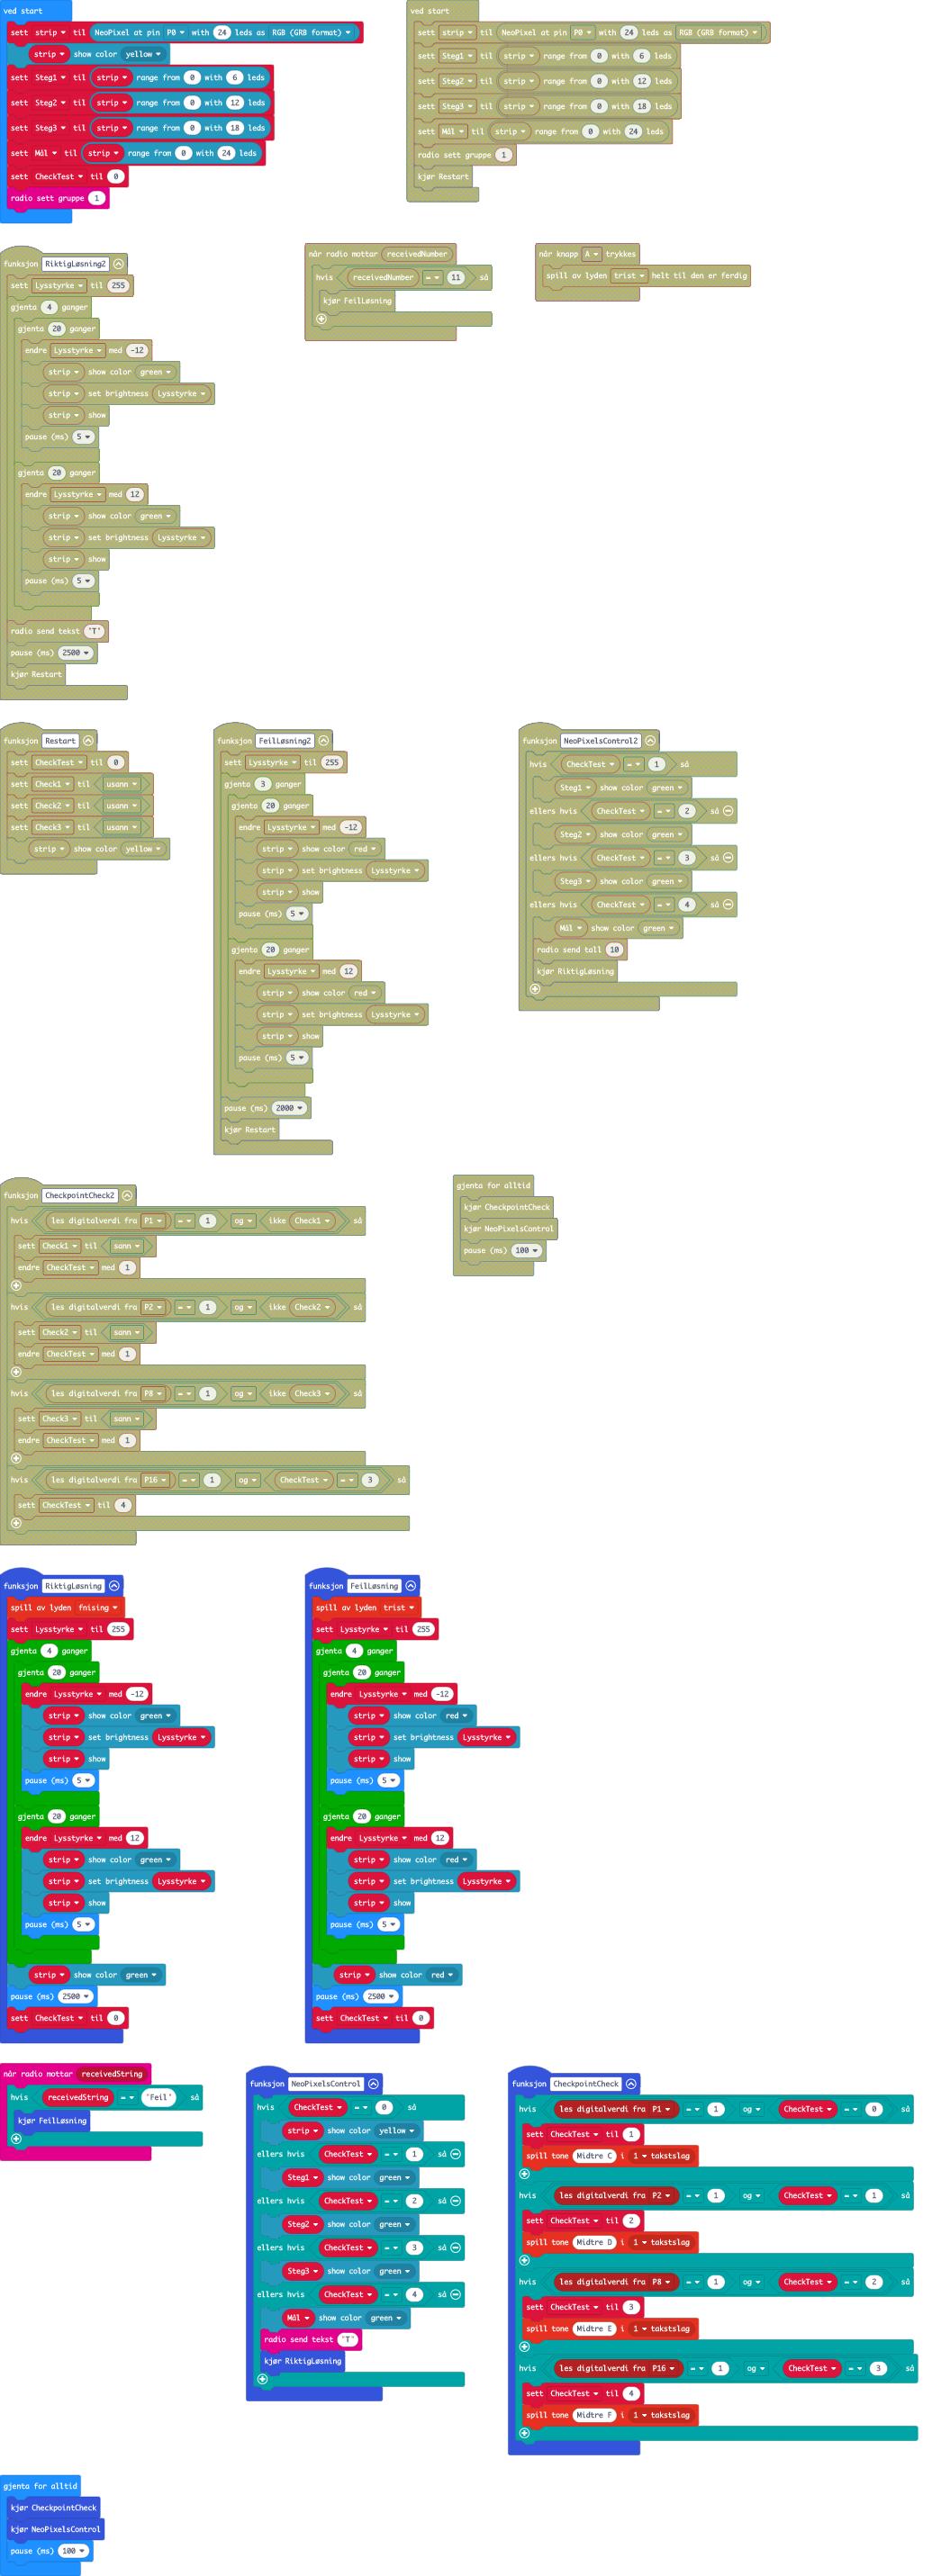 ved start
sett strip til NeoPixel at pin P0 with 24 leds as RGB (GRB format)
strip show color yellow
sett Steg1 til strip range from 0 with 6 leds
sett Steg2 til strip range from 0 with 12 leds
sett Steg3 til strip range from 0 with 18 leds
sett Mål til strip range from 0 with 24 leds
sett CheckTest til 0
radio sett gruppe 1
ved start
sett strip til NeoPixel at pin P0 with 24 leds as RGB (GRB format)
sett Steg1 til strip range from 0 with 6 leds
sett Steg2 til strip range from 0 with 12 leds
sett Steg3 til strip range from 0 with 18 leds
sett Mål til strip range from 0 with 24 leds
radio sett gruppe 1
kjør Restart
funksjon RiktigLøsning2
sett Lysstyrke til 255
gjenta 4 ganger
gjenta 20 ganger
endre Lysstyrke med -12
strip show color green
strip set brightness Lysstyrke
strip show
pause (ms) 5
gjenta 20 ganger
endre Lysstyrke med 12
strip show color green
strip set brightness Lysstyrke
strip show
pause (ms) 5
radio send tekst "T"
pause (ms) 2500
kjør Restart
når radio mottar receivedNumber
hvis receivedNumber = 11 så
kjør FeilLøsning
når knapp A trykkes
spill av lyden trist helt til den er ferdig
funksjon Restart
sett CheckTest til 0
sett Check1 til usann
sett Check2 til usann
sett Check3 til usann
strip show color yellow
funksjon FeilLøsning2
sett Lysstyrke til 255
gjenta 3 ganger
gjenta 20 ganger
endre Lysstyrke med -12
strip show color red
strip set brightness Lysstyrke
strip show
pause (ms) 5
gjenta 20 ganger
endre Lysstyrke med 12
strip show color red
strip set brightness Lysstyrke
strip show
pause (ms) 5
pause (ms) 2000
kjør Restart
funksjon NeoPixelsControl2
hvis CheckTest = 1 så
Steg1 show color green
ellers hvis CheckTest = 2 så
Steg2 show color green
ellers hvis CheckTest = 3 så
Steg3 show color green
ellers hvis CheckTest = 4 så
Mål show color green
radio send tall 10
kjør RiktigLøsning
funksjon CheckpointCheck2
hvis les digitalverdi fra P1 = 1 og ikke Check1 så
sett Check1 til sann
endre CheckTest med 1
hvis les digitalverdi fra P2 = 1 og ikke Check2 så
sett Check2 til sann
endre CheckTest med 1
hvis les digitalverdi fra P8 = 1 og ikke Check3 så
sett Check3 til sann
endre CheckTest med 1
hvis les digitalverdi fra P16 = 1 og CheckTest = 3 så
sett CheckTest til 4
gjenta for alltid
kjør CheckpointCheck
kjør NeoPixelsControl
pause (ms) 100
funksjon RiktigLøsning
spill av lyden fnising
sett Lysstyrke til 255
gjenta 4 ganger
gjenta 20 ganger
endre Lysstyrke med -12
strip show color green
strip set brightness Lysstyrke
strip show
pause (ms) 5
gjenta 20 ganger
endre Lysstyrke med 12
strip show color green
strip set brightness Lysstyrke
strip show
pause (ms) 5
strip show color green
pause (ms) 2500
sett CheckTest til 0
funksjon FeilLøsning
spill av lyden trist
sett Lysstyrke til 255
gjenta 4 ganger
gjenta 20 ganger
endre Lysstyrke med -12
strip show color red
strip set brightness Lysstyrke
strip show
pause (ms) 5
gjenta 20 ganger
endre Lysstyrke med 12
strip show color red
strip set brightness Lysstyrke
strip show
pause (ms) 5
strip show color red
pause (ms) 2500
sett CheckTest til 0
når radio mottar receivedString
hvis receivedString = "Feil" så
kjør FeilLøsning
funksjon NeoPixelsControl
hvis CheckTest = 0 så
strip show color yellow
ellers hvis CheckTest = 1 så
Steg1 show color green
ellers hvis CheckTest = 2 så
Steg2 show color green
ellers hvis CheckTest = 3 så
Steg3 show color green
ellers hvis CheckTest = 4 så
Mål show color green
radio send tekst "T"
kjør RiktigLøsning
funksjon CheckpointCheck
hvis les digitalverdi fra P1 = 1 og CheckTest = 0 så
sett CheckTest til 1
spill tone Midtre C i 1 takstslag
hvis les digitalverdi fra P2 = 1 og CheckTest = 1 så
sett CheckTest til 2
spill tone Midtre D i 1 takstslag
hvis les digitalverdi fra P8 = 1 og CheckTest = 2 så
sett CheckTest til 3
spill tone Midtre E i 1 takstslag
hvis les digitalverdi fra P16 = 1 og CheckTest = 3 så
sett CheckTest til 4
spill tone Midtre F i 1 takstslag
gjenta for alltid
kjør CheckpointCheck
kjør NeoPixelsControl
pause (ms) 100